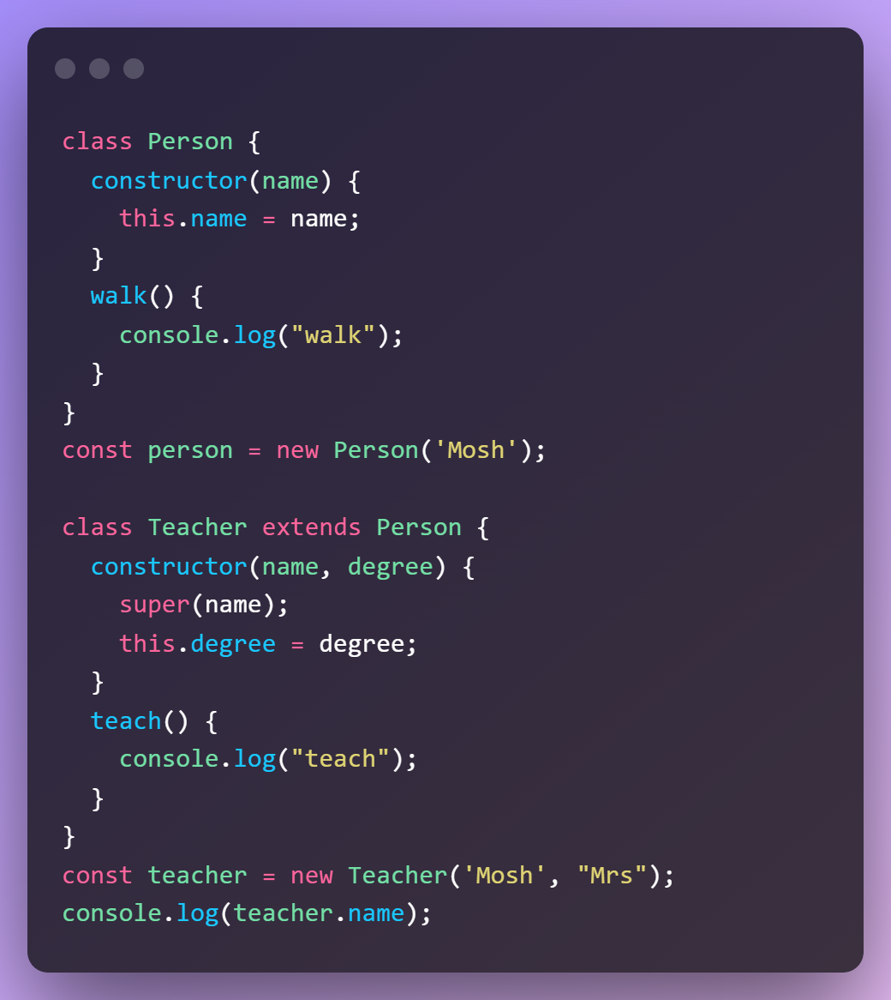 class Person {
  constructor(name) {
    this.name = name;
  }
  walk() {
    console.log("walk");
  }
}
const person = new Person('Mosh');

class Teacher extends Person {
  constructor(name, degree) {
    super(name);
    this.degree = degree;
  }
  teach() {
    console.log("teach");
  }
}
const teacher = new Teacher('Mosh', "Mrs");
console.log(teacher.name);